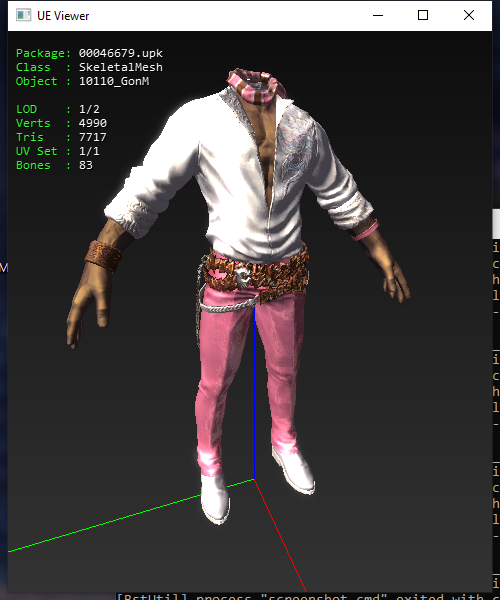 UE Viewer
Package: 00046679.upk
Class : SkeletalMesh
Object : 10110_GonM
LOD : 1/2
Verts : 4990
Tris : 7717
UV Set : 1/1
Bones : 83
[BstUtil] process "screenshot.cmd" exited with c